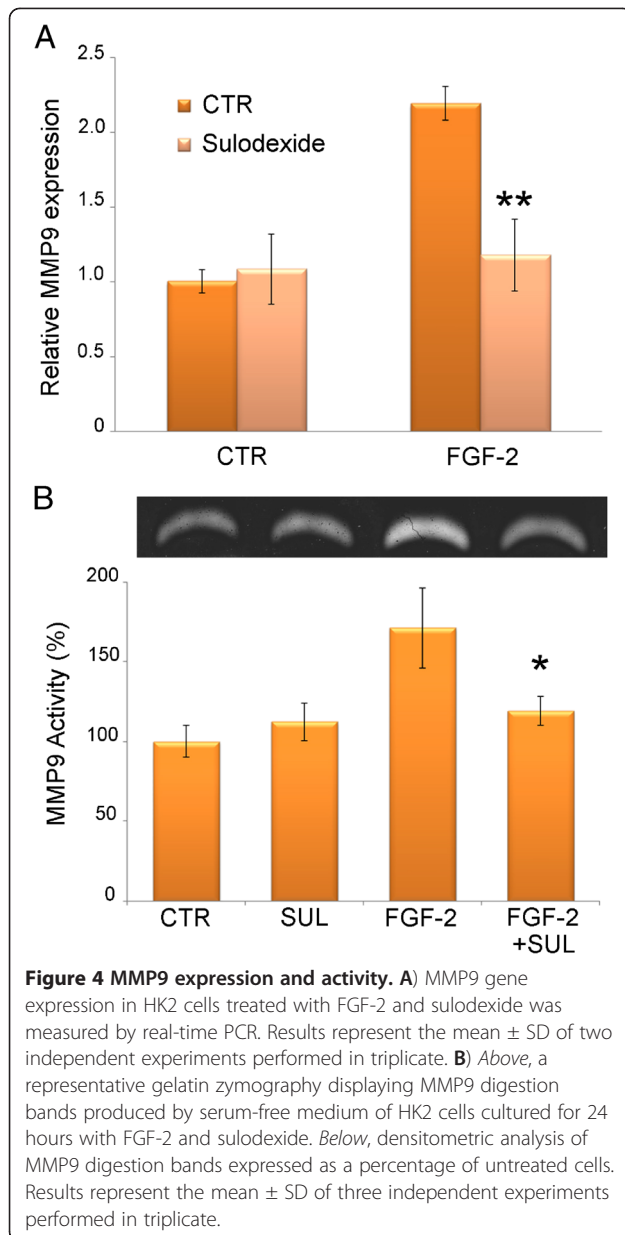 A
Relative MMP9 expression
2.5
2.0
1.5
1.0
0.5
0
CTR
Sulodexide
**
CTR
FGF-2
B
MMP9 Activity (%)
200
150
100
50
0
*
CTR
SUL
FGF-2
FGF-2
+SUL
Figure 4 MMP9 expression and activity. A) MMP9 gene
expression in HK2 cells treated with FGF-2 and sulodexide was
measured by real-time PCR. Results represent the mean ± SD of two
independent experiments performed in triplicate. B) Above, a
representative gelatin zymography displaying MMP9 digestion
bands produced by serum-free medium of HK2 cells cultured for 24
hours with FGF-2 and sulodexide. Below, densitometric analysis of
MMP9 digestion bands expressed as a percentage of untreated cells.
Results represent the mean ± SD of three independent experiments
performed in triplicate.